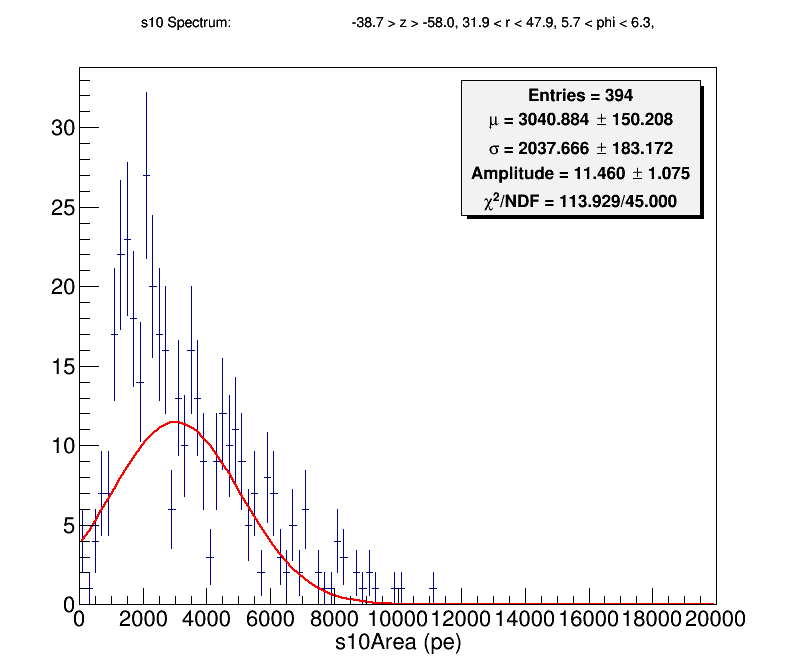 s10 Spectrum: -38.7 > z > -58.0, 31.9 < r < 47.9, 5.7 < phi < 6.3,
Entries = 394
μ = 3040.884 ± 150.208
σ = 2037.666 ± 183.172
Amplitude = 11.460 ± 1.075
χ²/NDF = 113.929/45.000
30
25
20
15
10
5
0
0 2000 4000 6000 8000 10000 12000 14000 16000 18000 20000
s10Area (pe)